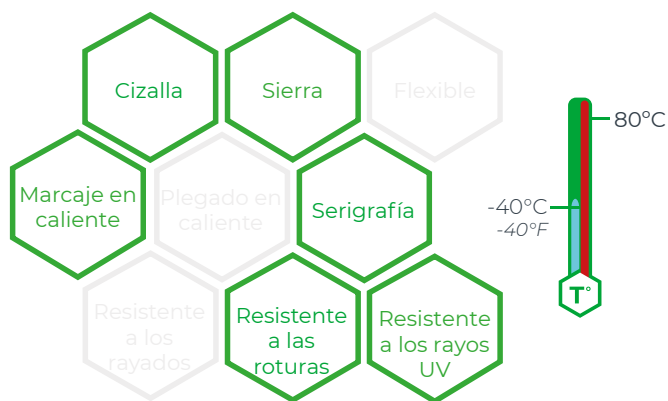 Cizalla
Sierra
Flexible
Marcaje en
caliente
Plegado en
caliente
Serigrafía
Resistente
a los
rayados
Resistente
a las
roturas
Resistente
a los rayos
UV
80°C
-40°C
-40°F
T°